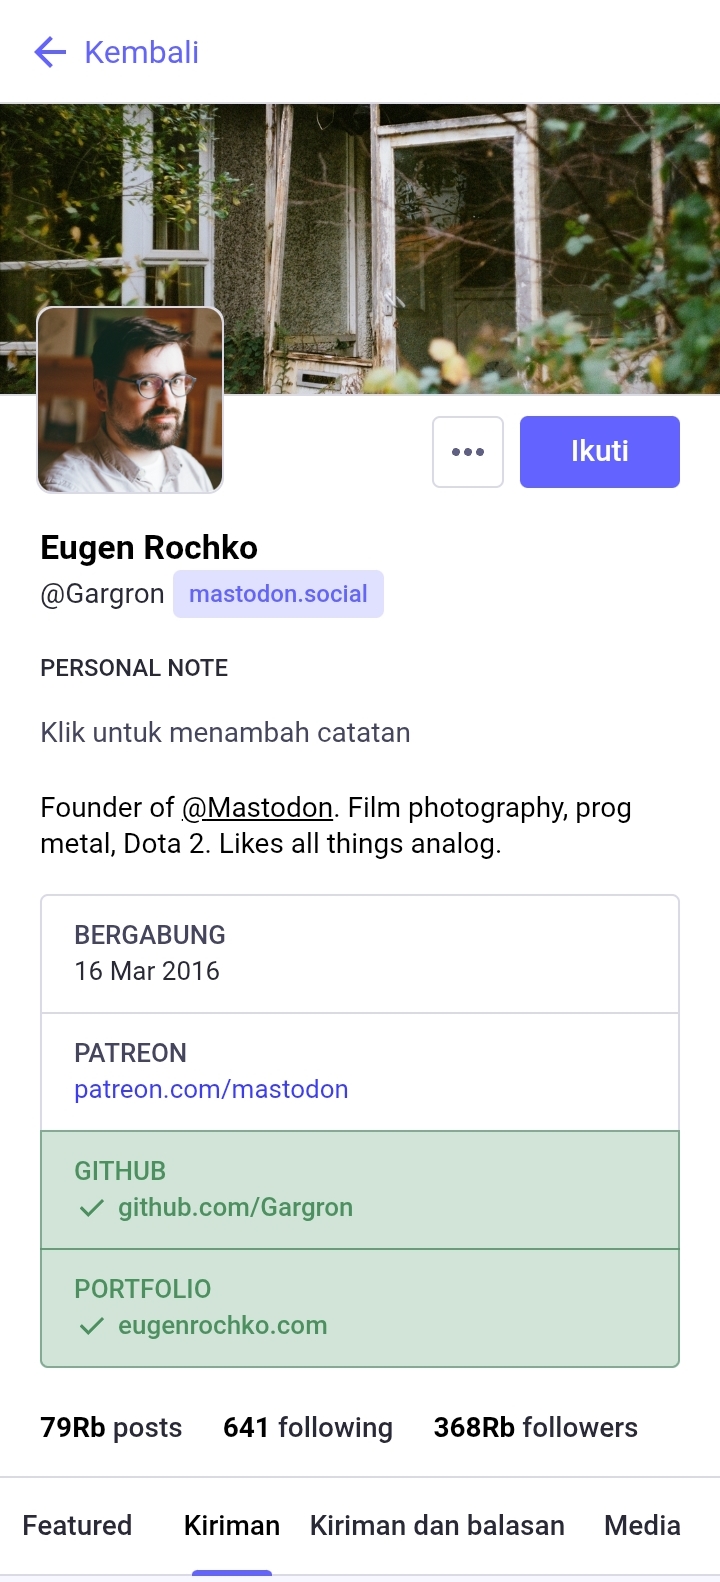 Kembali
Ikuti
Eugen Rochko
@Gargron mastodon.social
PERSONAL NOTE
Klik untuk menambah catatan
Founder of @Mastodon. Film photography, prog
metal, Dota 2. Likes all things analog.
BERGABUNG
16 Mar 2016
PATREON
patreon.com/mastodon
GITHUB
github.com/Gargron
PORTFOLIO
eugenrochko.com
79Rb posts 641 following 368Rb followers
Featured Kiriman Kiriman dan balasan Media